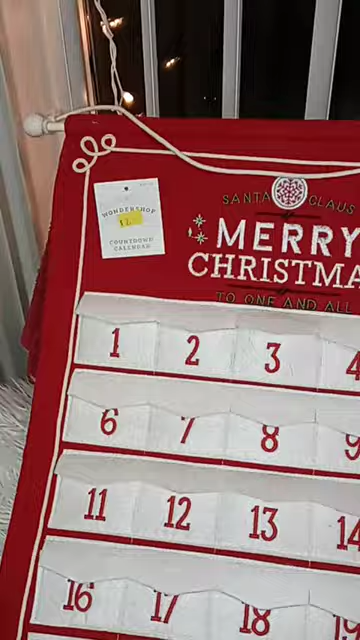 WONDERSHOP
COUNTDOWN
CALENDAR
SANTA CLAUS
MERRY
CHRISTMA
TO ONE AND ALL
1 2 3 4
6 7 8 9
11 12 13 14
16 17 18 19